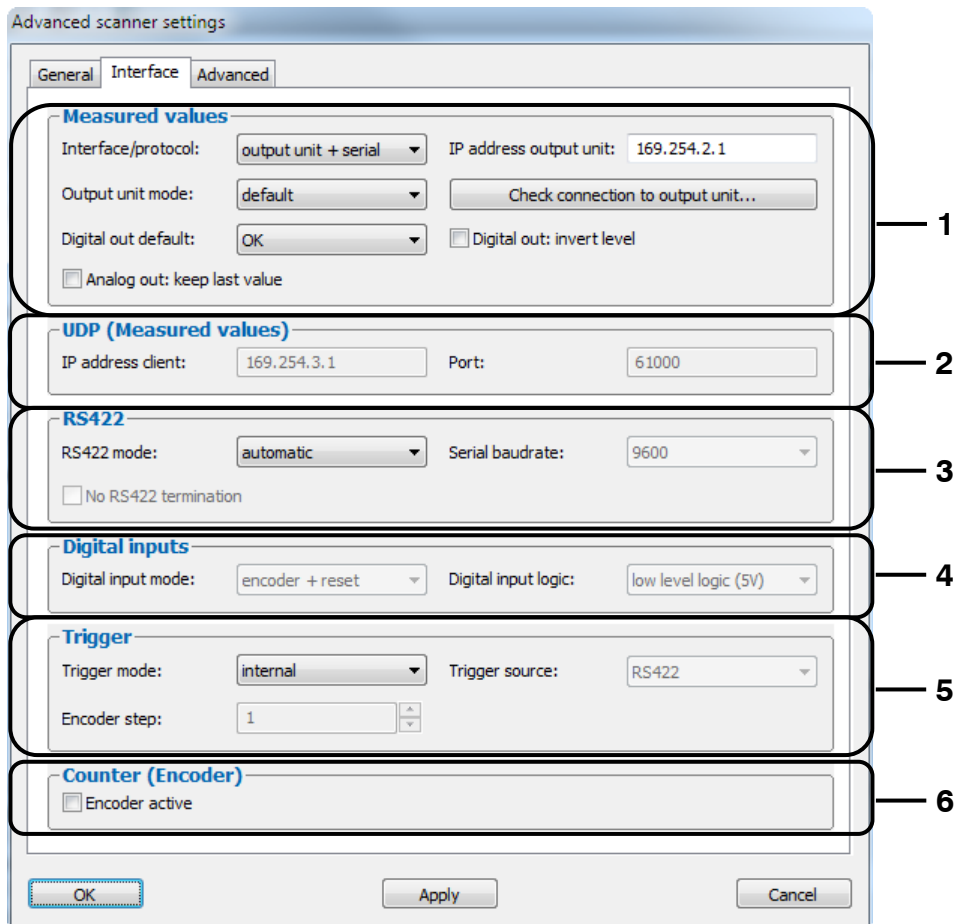 Advanced scanner settings
General Interface Advanced
Measured values
Interface/protocol: output unit + serial IP address output unit: 169.254.2.1
Output unit mode: default Check connection to output unit...
1
Digital out default: OK Digital out: invert level
Analog out: keep last value
UDP (Measured values)
IP address client: 169.254.3.1 Port: 61000 2
RS422
RS422 mode: automatic Serial baudrate: 9600
3
No RS422 termination
Digital inputs
Digital input mode: encoder + reset Digital input logic: low level logic (5V) 4
Trigger
Trigger mode: internal Trigger source: RS422
5
Encoder step: 1
Counter (Encoder)
Encoder active 6
OK Apply Cancel